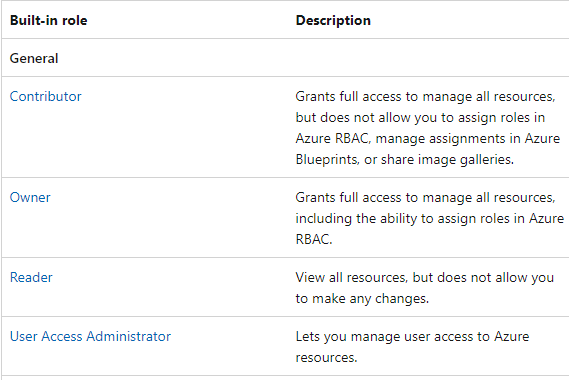 Built-in role Description
General
Contributor Grants full access to manage all resources,
but does not allow you to assign roles in
Azure RBAC, manage assignments in Azure
Blueprints, or share image galleries.
Owner Grants full access to manage all resources,
including the ability to assign roles in Azure
RBAC.
Reader View all resources, but does not allow you
to make any changes.
User Access Administrator Lets you manage user access to Azure
resources.